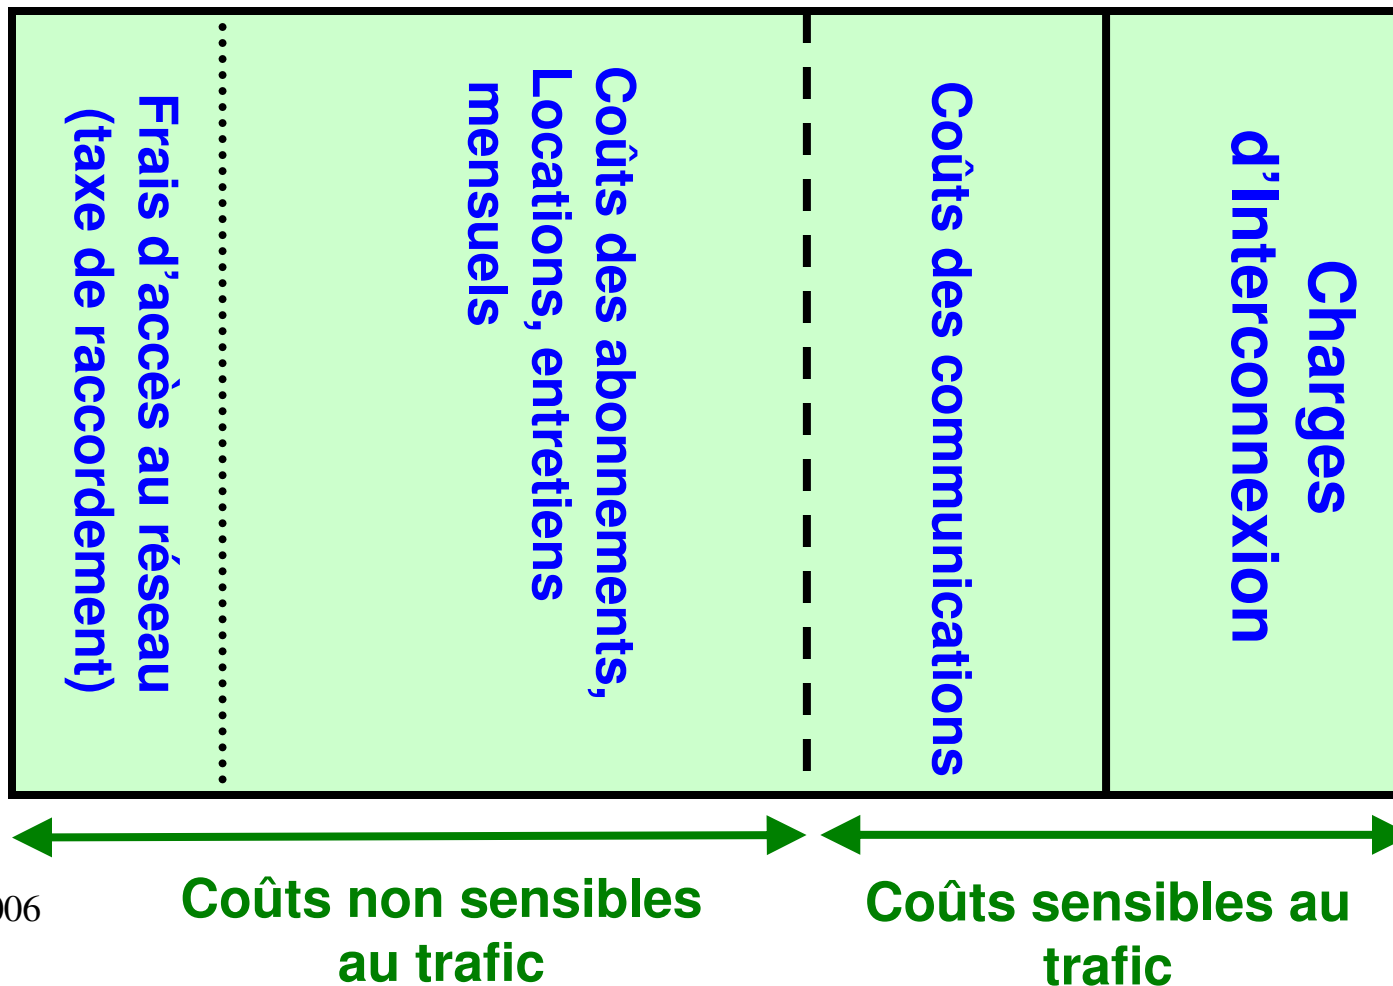 Frais d’accès au réseau
(taxe de raccordement)
Coûts des abonnements,
Locations, entretiens
mensuels
Coûts des communications
Charges
d’Interconnexion
Coûts non sensibles
au trafic
Coûts sensibles au
trafic
006